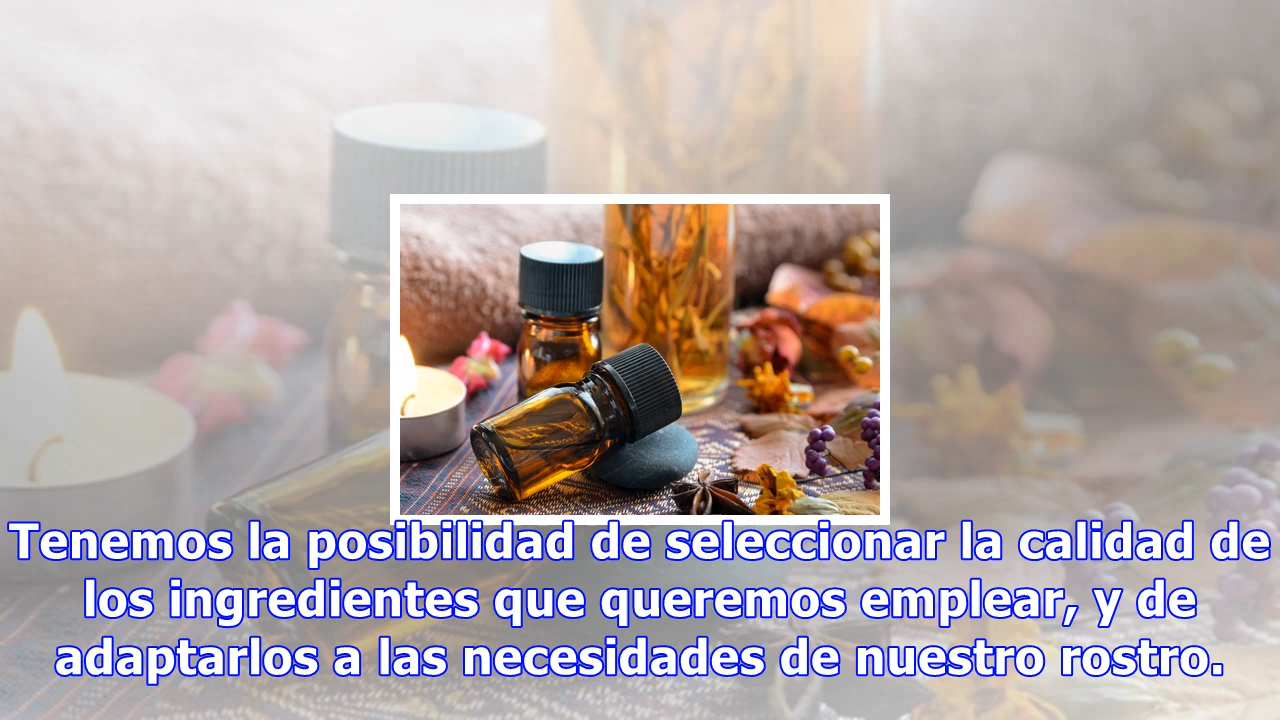 Tenemos la posibilidad de seleccionar la calidad de
los ingredientes que queremos emplear, y de
adaptarlos a las necesidades de nuestro rostro.